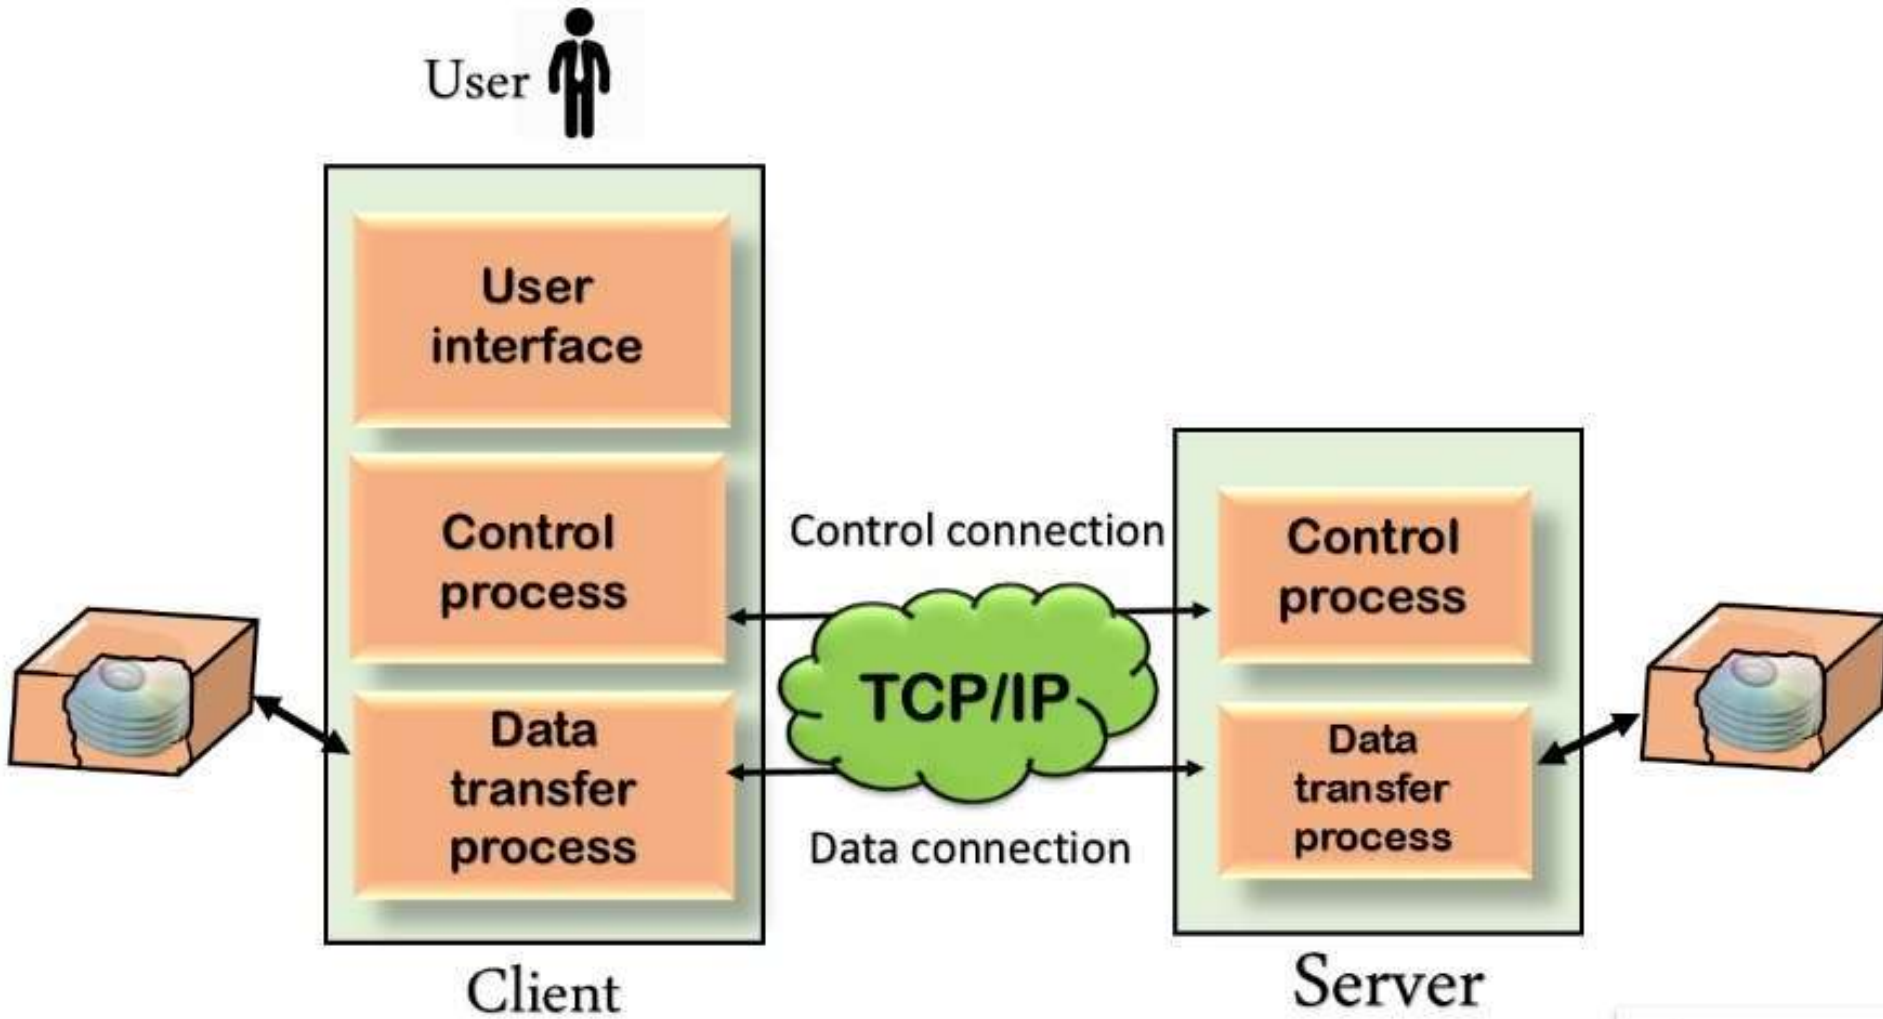 User
User
interface
Control
process
Data
transfer
process
Client
Control connection
TCP/IP
Data connection
Control
process
Data
transfer
process
Server